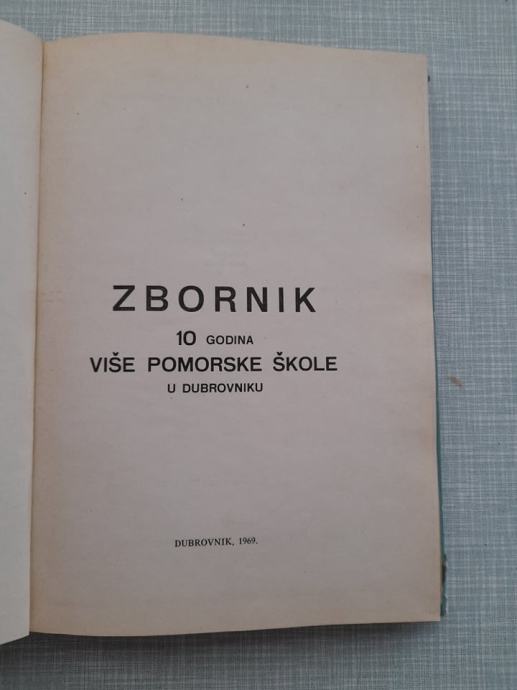 ZBORNIK
10 GODINA
VIŠE POMORSKE ŠKOLE
U DUBROVNIKU
DUBROVNIK, 1969.